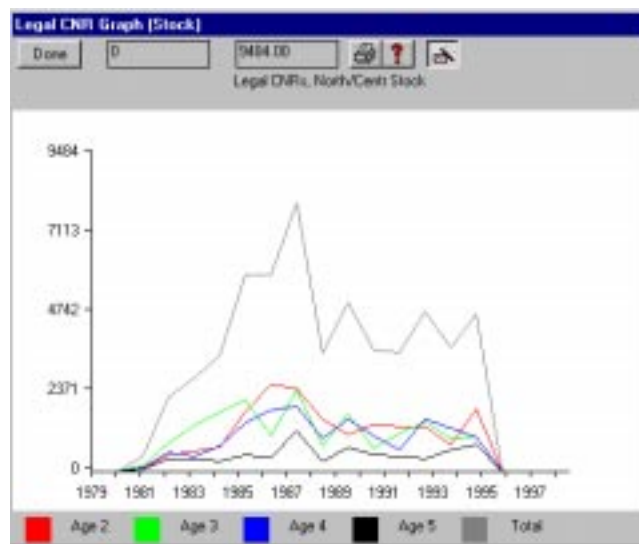 Legal CNR Graph (Stock)
Done 0 9484.00 ?
Legal CNRs, North/Centr Stock
9484
7113
4742
2371
0
1979 1981 1983 1985 1987 1989 1991 1993 1995 1997
Age 2 Age 3 Age 4 Age 5 Total